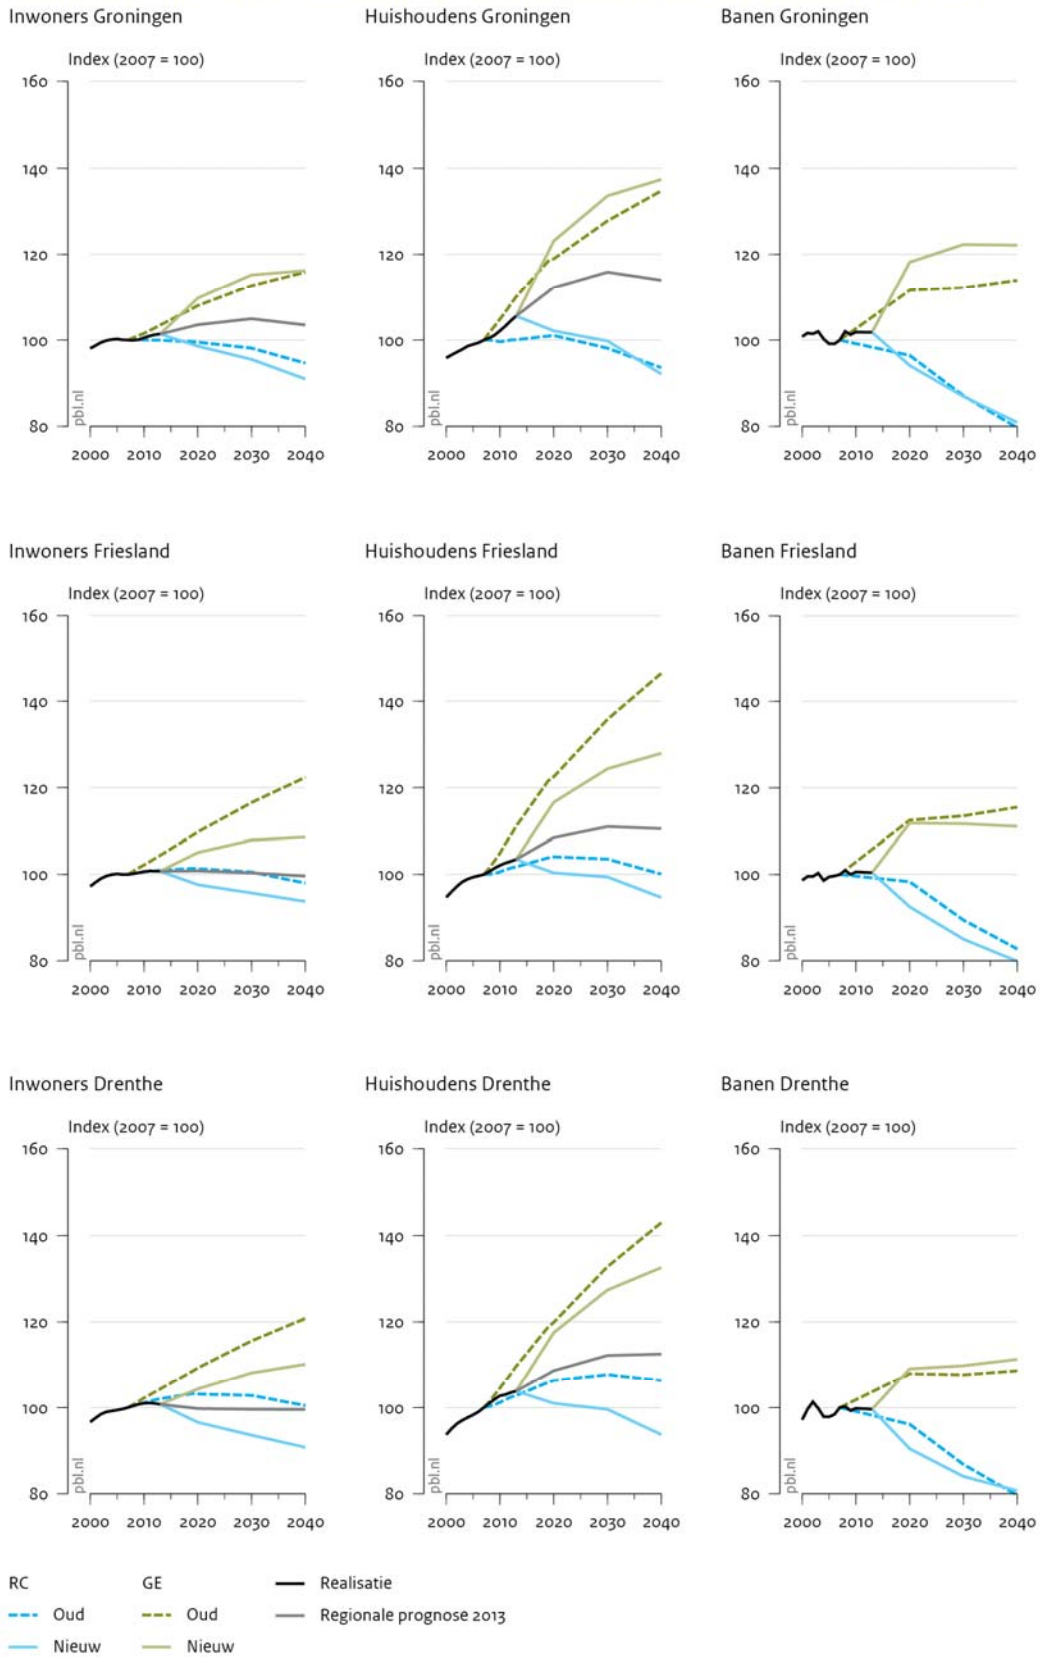 Inwoners Groningen Huishoudens Groningen Banen Groningen
Index (2007 = 100) Index (2007 = 100) Index (2007 = 100)
160 160 160
140 140 140
120 120 120
100 100 100
pbl.nl pbl.nl pbl.nl
80 80 80
2000 2010 2020 2030 2040 2000 2010 2020 2030 2040 2000 2010 2020 2030 2040
Inwoners Friesland Huishoudens Friesland Banen Friesland
Index (2007 = 100) Index (2007 = 100) Index (2007 = 100)
160 160 160
140 140 140
120 120 120
100 100 100
pbl.nl pbl.nl pbl.nl
80 80 80
2000 2010 2020 2030 2040 2000 2010 2020 2030 2040 2000 2010 2020 2030 2040
Inwoners Drenthe Huishoudens Drenthe Banen Drenthe
Index (2007 = 100) Index (2007 = 100) Index (2007 = 100)
160 160 160
140 140 140
120 120 120
100 100 100
pbl.nl pbl.nl pbl.nl
80 80 80
2000 2010 2020 2030 2040 2000 2010 2020 2030 2040 2000 2010 2020 2030 2040
RC GE Realisatie
Oud Oud Regionale prognose 2013
Nieuw Nieuw